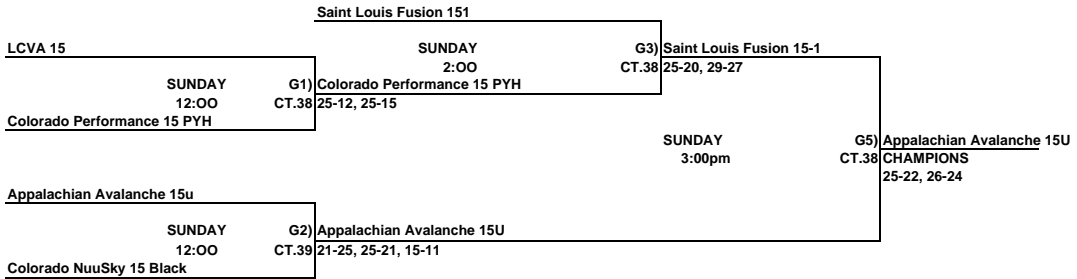 Saint Louis Fusion 151
LCVA 15 SUNDAY G3) Saint Louis Fusion 15-1
2:OO CT.38 25-20, 29-27
SUNDAY G1) Colorado Performance 15 PYH
12:OO CT.38 25-12, 25-15
Colorado Performance 15 PYH
SUNDAY G5) Appalachian Avalanche 15U
3:00pm CT.38 CHAMPIONS
25-22, 26-24
Appalachian Avalanche 15u
SUNDAY G2) Appalachian Avalanche 15U
12:OO CT.39 21-25, 25-21, 15-11
Colorado NuuSky 15 Black